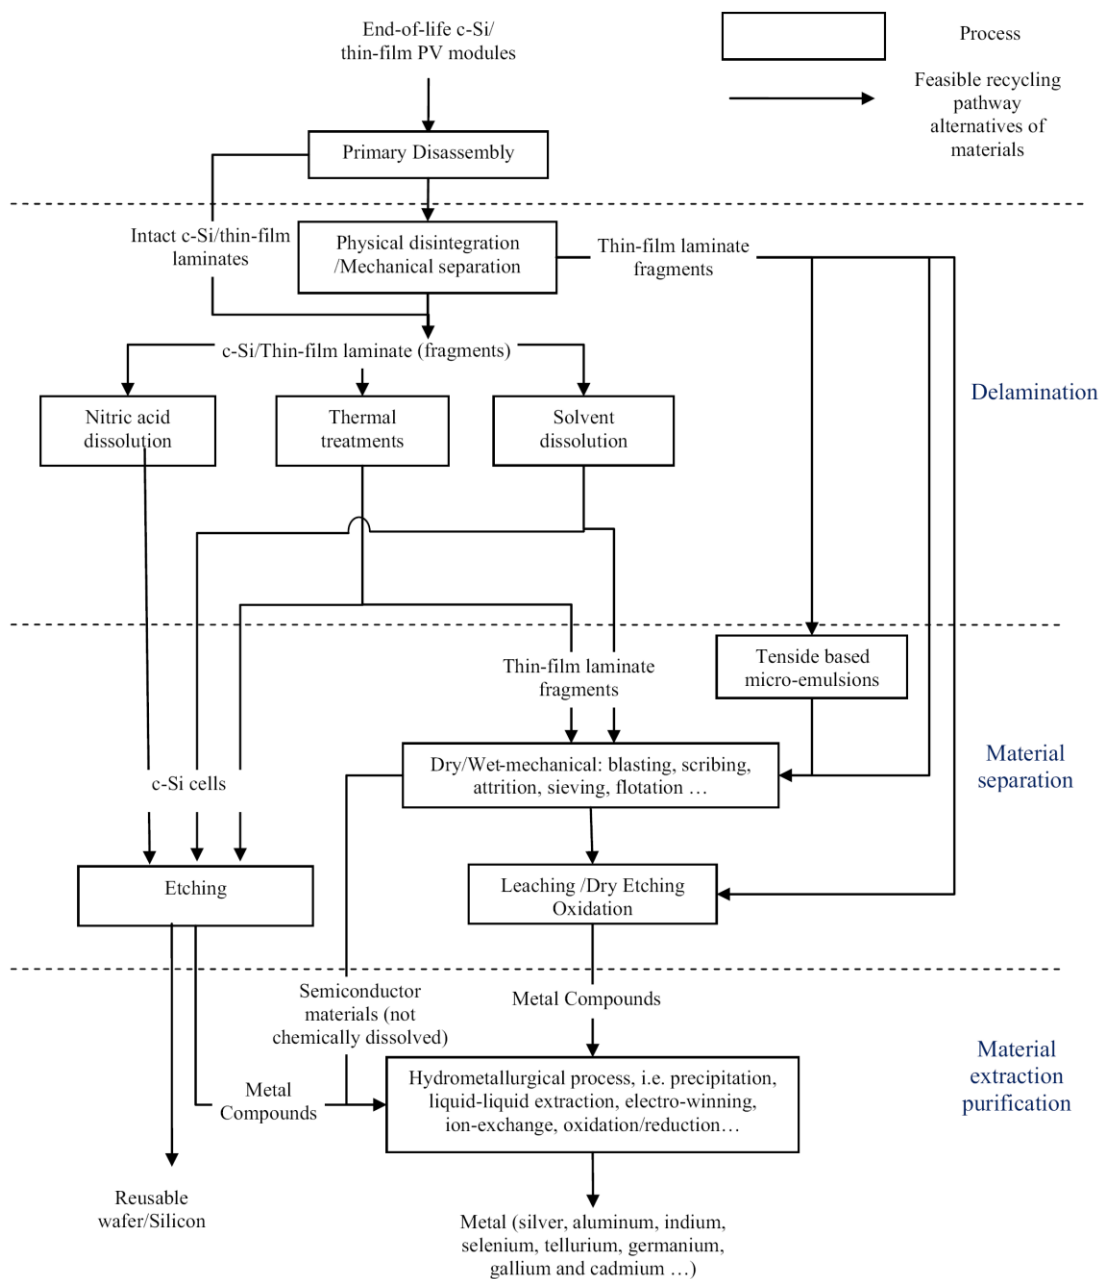 End-of-life c-Si/
thin-film PV modules
Process
Feasible recycling
pathway
alternatives of
materials
Primary Disassembly
Intact c-Si/thin-film
laminates
Physical disintegration
/Mechanical separation
Thin-film laminate
fragments
c-Si/Thin-film laminate (fragments)
Delamination
Nitric acid
dissolution
Thermal
treatments
Solvent
dissolution
Tenside based
micro-emulsions
Thin-film laminate
fragments
Dry/Wet-mechanical: blasting, scribing,
attrition, sieving, flotation …
Material
separation
c-Si cells
Etching
Leaching /Dry Etching
Oxidation
Semiconductor
materials (not
chemically dissolved)
Metal Compounds
Material
extraction
purification
Metal
Compounds
Hydrometallurgical process, i.e. precipitation,
liquid-liquid extraction, electro-winning,
ion-exchange, oxidation/reduction…
Reusable
wafer/Silicon
Metal (silver, aluminum, indium,
selenium, tellurium, germanium,
gallium and cadmium …)